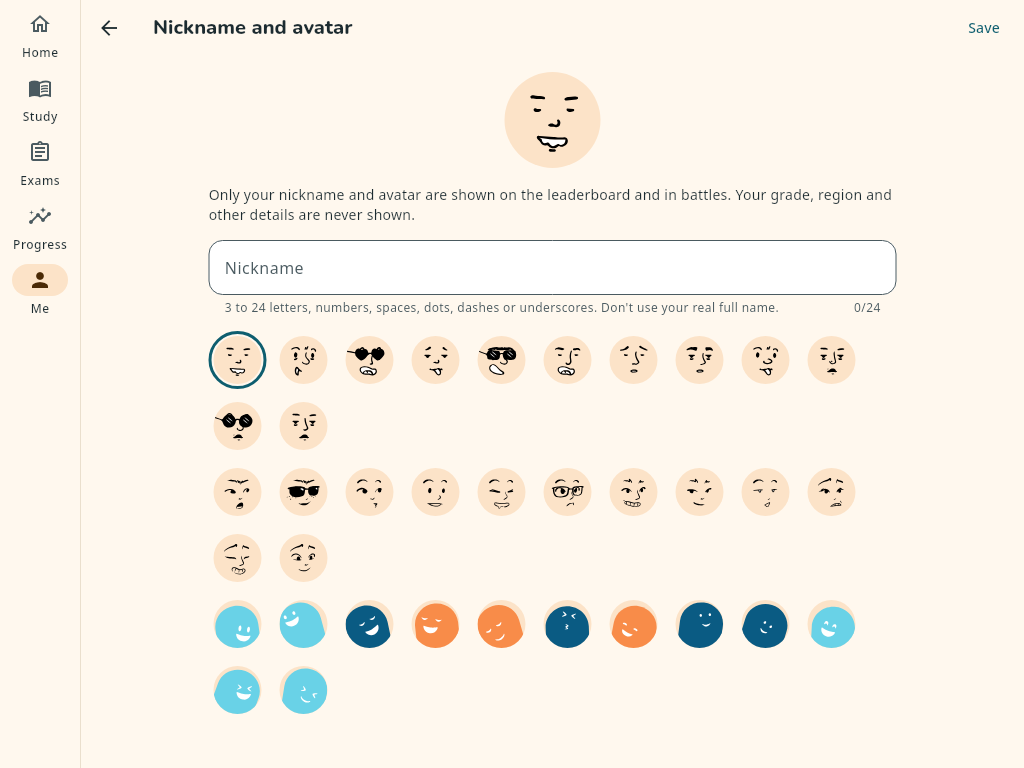 Nickname and avatar
Save
Home
Study
Exams
Progress
Me
Only your nickname and avatar are shown on the leaderboard and in battles. Your grade, region and
other details are never shown.
Nickname
3 to 24 letters, numbers, spaces, dots, dashes or underscores. Don't use your real full name.
0/24